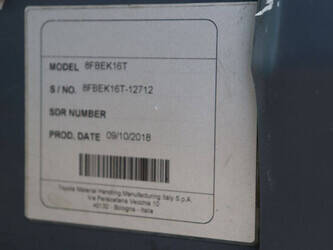 MODEL 8FBEK16T
S / NO. 8FBEK16T-12712
SDR NUMBER
PROD. DATE 09/10/2018
Toyota Material Handling Manufacturing Italy S.p.A.
Via Persicetana Vecchia 10
40132 - Bologna - Italia